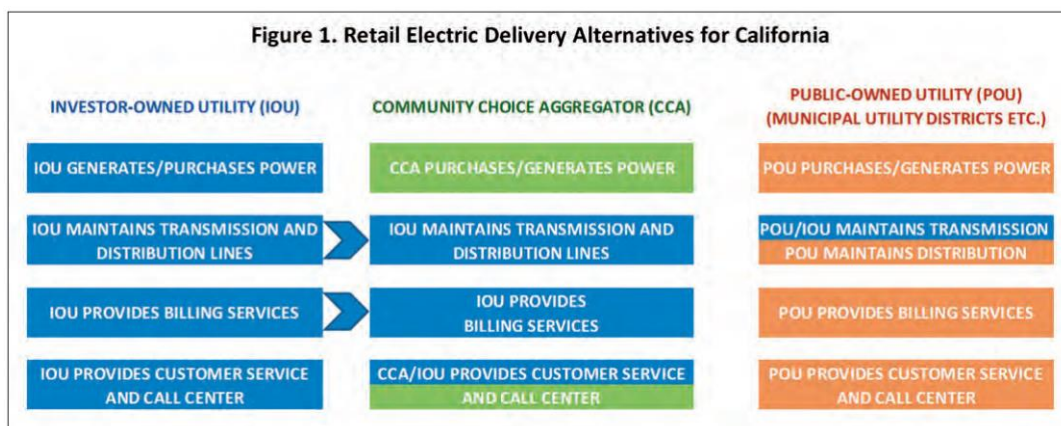 Figure 1. Retail Electric Delivery Alternatives for California
INVESTOR-OWNED UTILITY (IOU)
COMMUNITY CHOICE AGGREGATOR (CCA)
PUBLIC-OWNED UTILITY (POU)
(MUNICIPAL UTILITY DISTRICTS ETC.)
IOU GENERATES/PURCHASES POWER
CCA PURCHASES/GENERATES POWER
POU PURCHASES/GENERATES POWER
IOU MAINTAINS TRANSMISSION AND
DISTRIBUTION LINES
IOU MAINTAINS TRANSMISSION AND
DISTRIBUTION LINES
POU/IOU MAINTAINS TRANSMISSION
POU MAINTAINS DISTRIBUTION
IOU PROVIDES BILLING SERVICES
IOU PROVIDES
BILLING SERVICES
POU PROVIDES BILLING SERVICES
IOU PROVIDES CUSTOMER SERVICE
AND CALL CENTER
CCA/IOU PROVIDES CUSTOMER SERVICE
AND CALL CENTER
POU PROVIDES CUSTOMER SERVICE
AND CALL CENTER